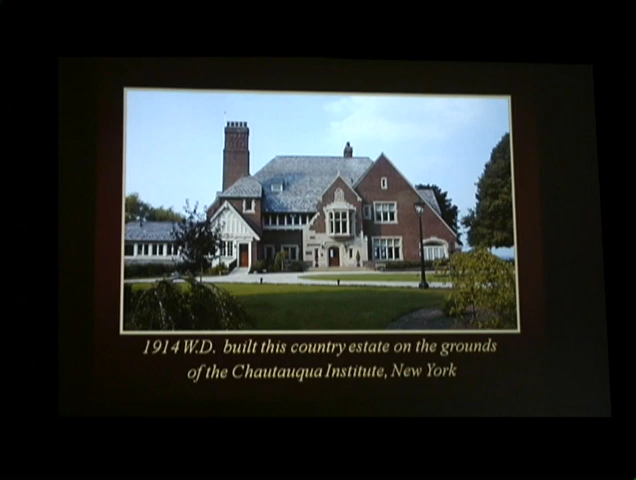 1914 W.D. built this country estate on the grounds
of the Chautauqua Institute, New York